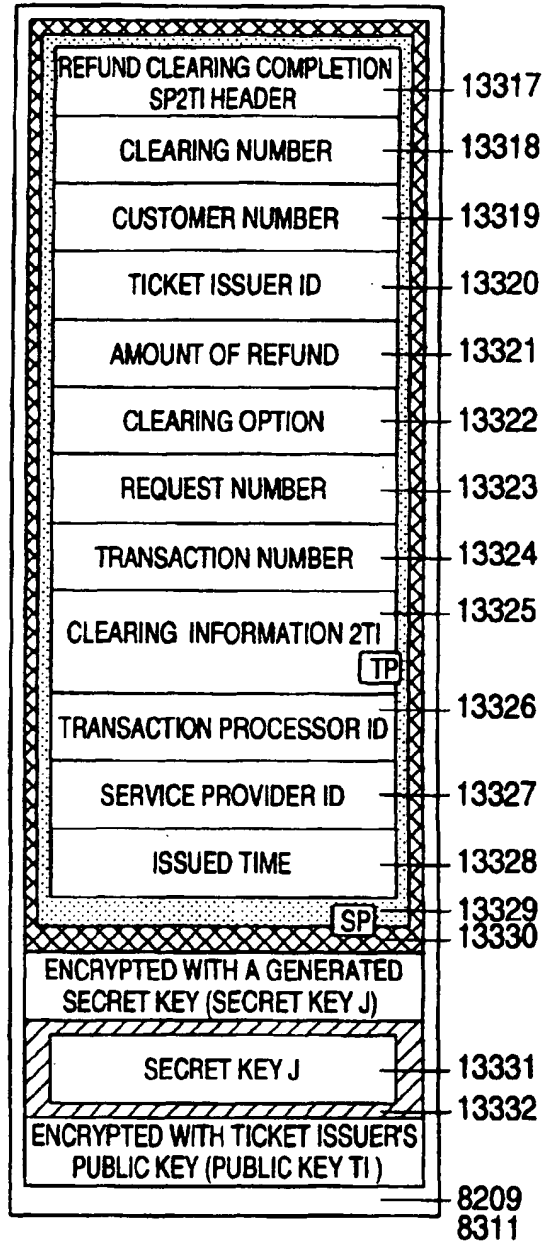 REFUND CLEARING COMPLETION
SP2TI HEADER
13317
CLEARING NUMBER
13318
CUSTOMER NUMBER
13319
TICKET ISSUER ID
13320
AMOUNT OF REFUND
13321
CLEARING OPTION
13322
REQUEST NUMBER
13323
TRANSACTION NUMBER
13324
13325
CLEARING INFORMATION 2TI
TP
13326
TRANSACTION PROCESSOR ID
SERVICE PROVIDER ID
13327
ISSUED TIME
13328
13329
SP
13330
ENCRYPTED WITH A GENERATED
SECRET KEY (SECRET KEY J)
SECRET KEY J
13331
13332
ENCRYPTED WITH TICKET ISSUER'S
PUBLIC KEY (PUBLIC KEY TI )
8209
8311